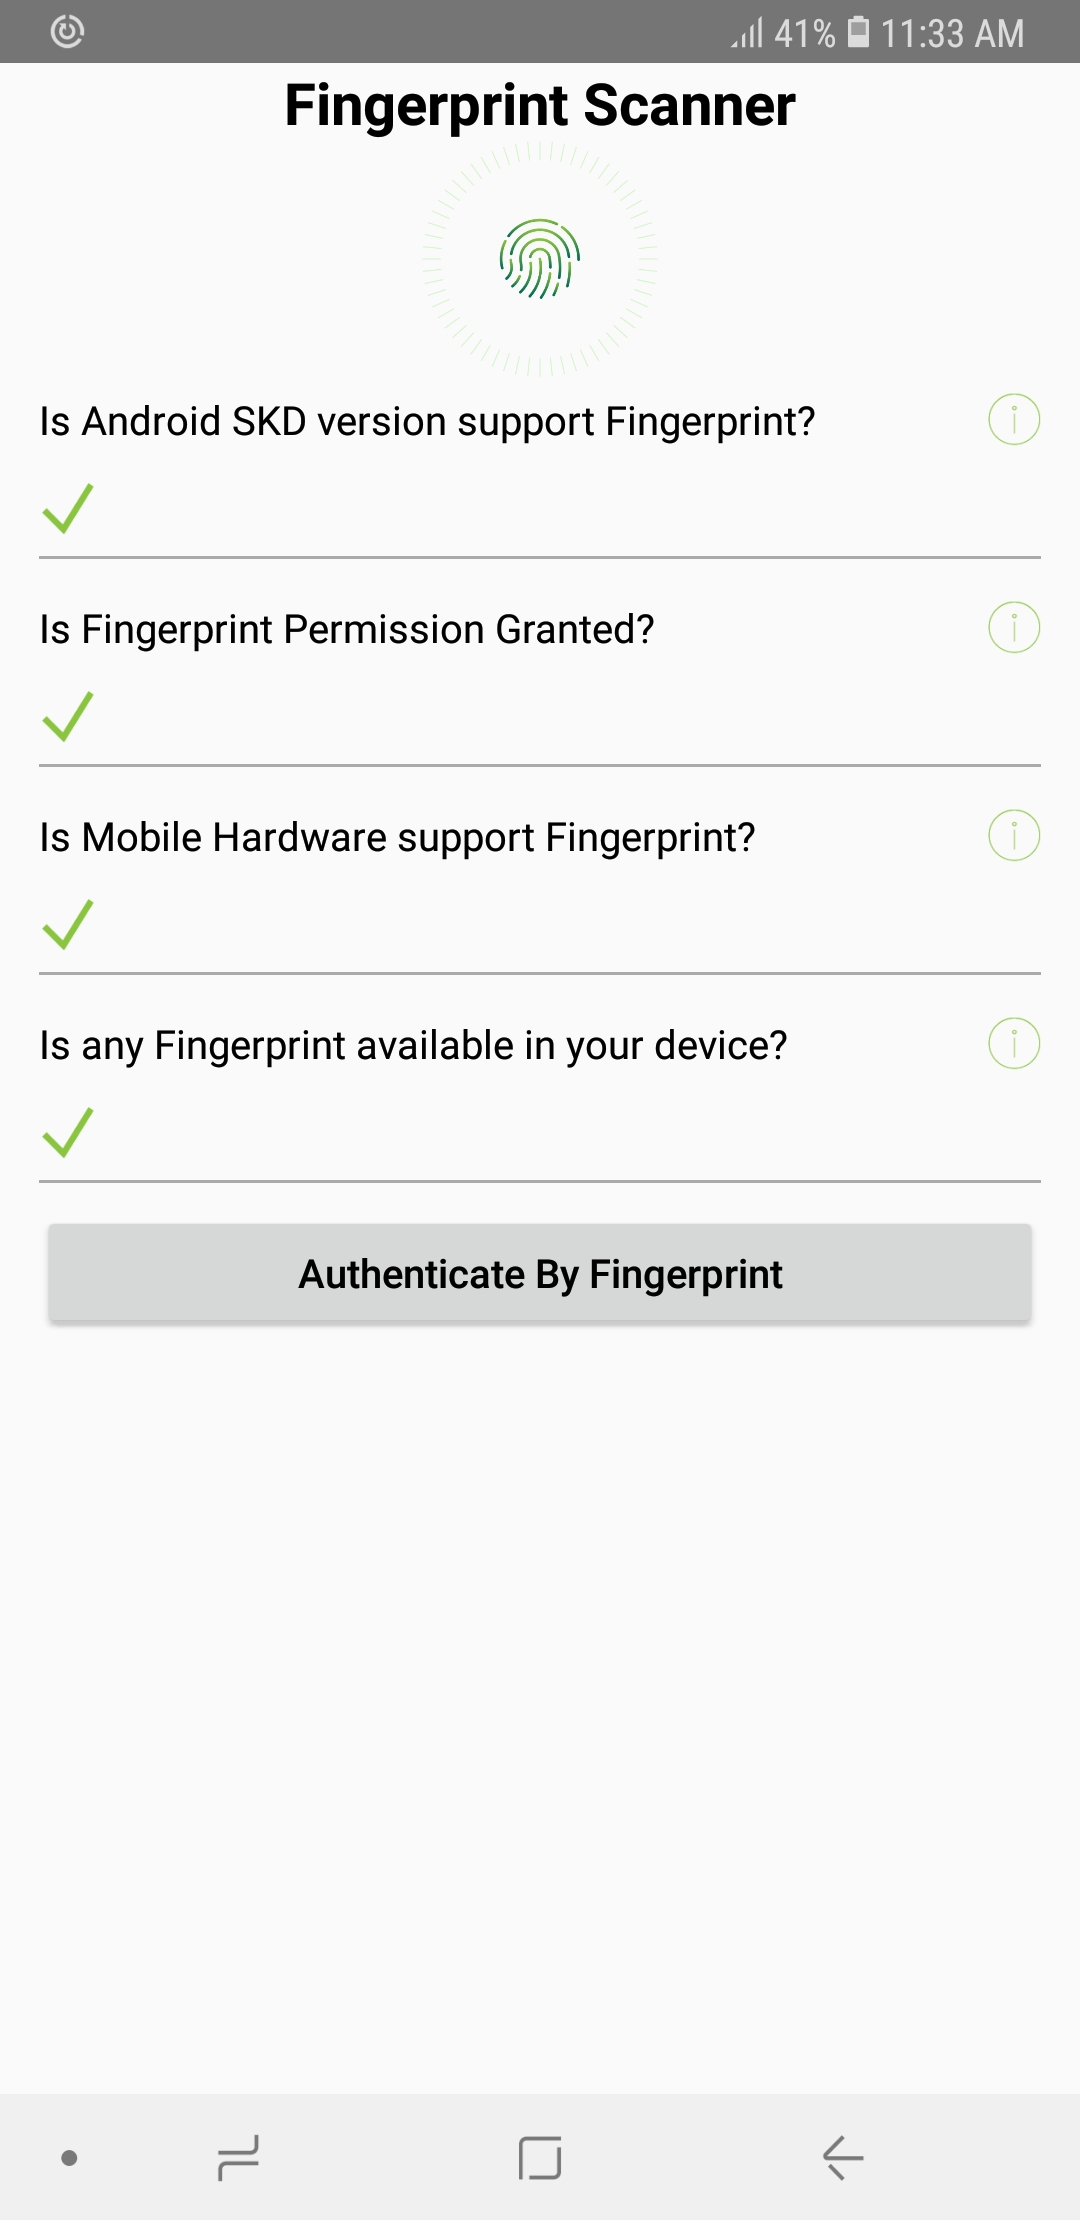 41% 11:33 AM
Fingerprint Scanner
Is Android SKD version support Fingerprint?
Is Fingerprint Permission Granted?
Is Mobile Hardware support Fingerprint?
Is any Fingerprint available in your device?
Authenticate By Fingerprint